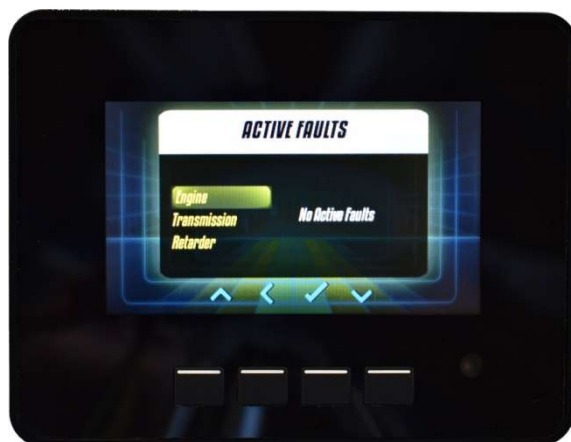 ACTIVE FAULTS
Engine
No Active Faults
Transmission
Retarder